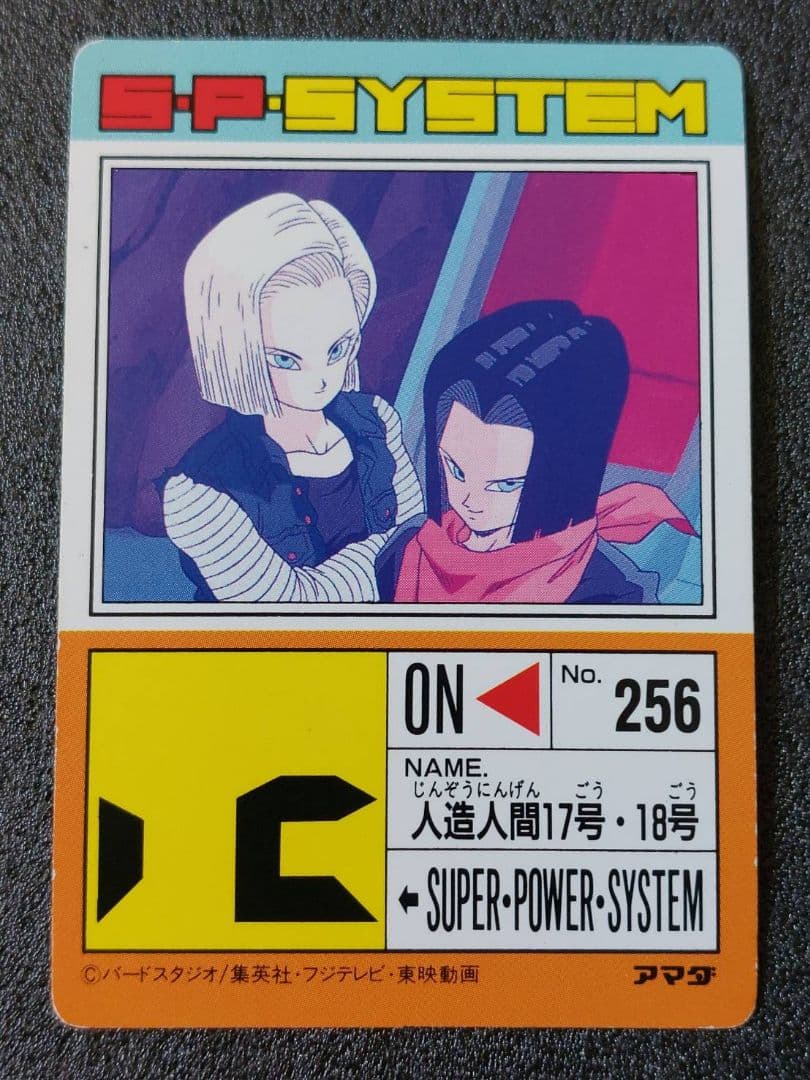 S·P·SYSTEM
ON
No. 256
NAME.
じんぞうにんげん ごう ごう
人造人間17号・18号
SUPER・POWER・SYSTEM
©バードスタジオ/集英社・フジテレビ・東映動画
アマダ